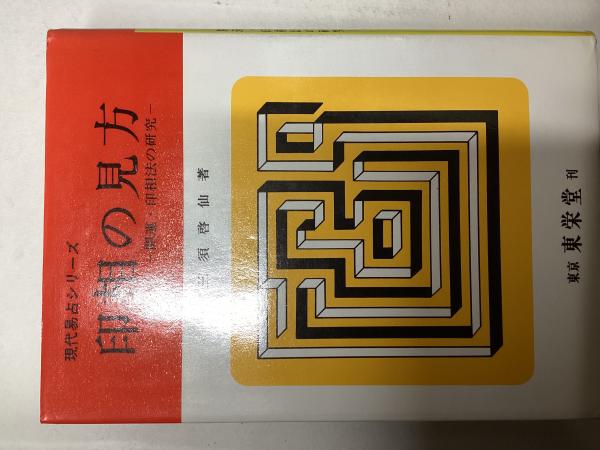 現代易占シリーズ
印相の見方
―開運・印相法の研究―
三須啓仙 著
東京 東栄堂 刊